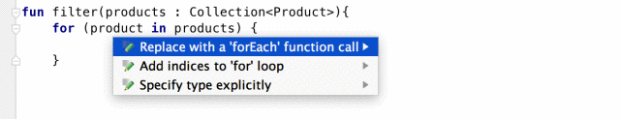 fun filter(products : Collection<Product>){
for (product in products) {
Replace with a 'forEach' function call
Add indices to 'for' loop
}
Specify type explicitly